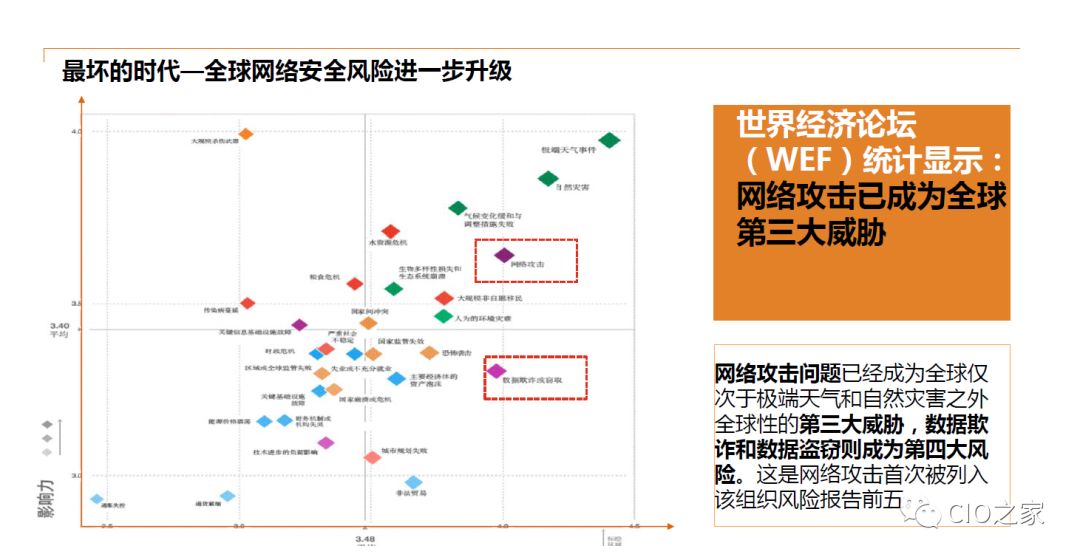 最坏的时代—全球网络安全风险进一步升级
世界经济论坛
（WEF）统计显示：
网络攻击已成为全球
第三大威胁
4.0
大规模杀伤武器
极端天气事件
自然灾害
气候变化缓和与
调整措施失败
水资源危机
网络攻击
生物多样性损失和
生态系统崩溃
粮食危机
大规模非自愿移民
3.5
传染病蔓延
国家间冲突
人为的环境灾难
3.40
平均
关键信息基础设施故障
严重社会
不稳定
国家监管失效
财政危机
恐怖袭击
区域或全球监管失败
失业或不充分就业
主要经济体的
资产泡沫
数据欺诈或窃取
关键基础设施
故障
国家崩溃或危机
能源价格震荡
财务机制或
机构失灵
技术进步的负面影响
城市规划失败
3.0
非法贸易
通胀失控
通货紧缩
影响力
2.5
3.0
4.0
4.5
3.48
网络攻击问题已经成为全球仅
次于极端天气和自然灾害之外
全球性的第三大威胁，数据欺
诈和数据盗窃则成为第四大风
险。这是网络攻击首次被列入
该组织风险报告前五
CIO之家